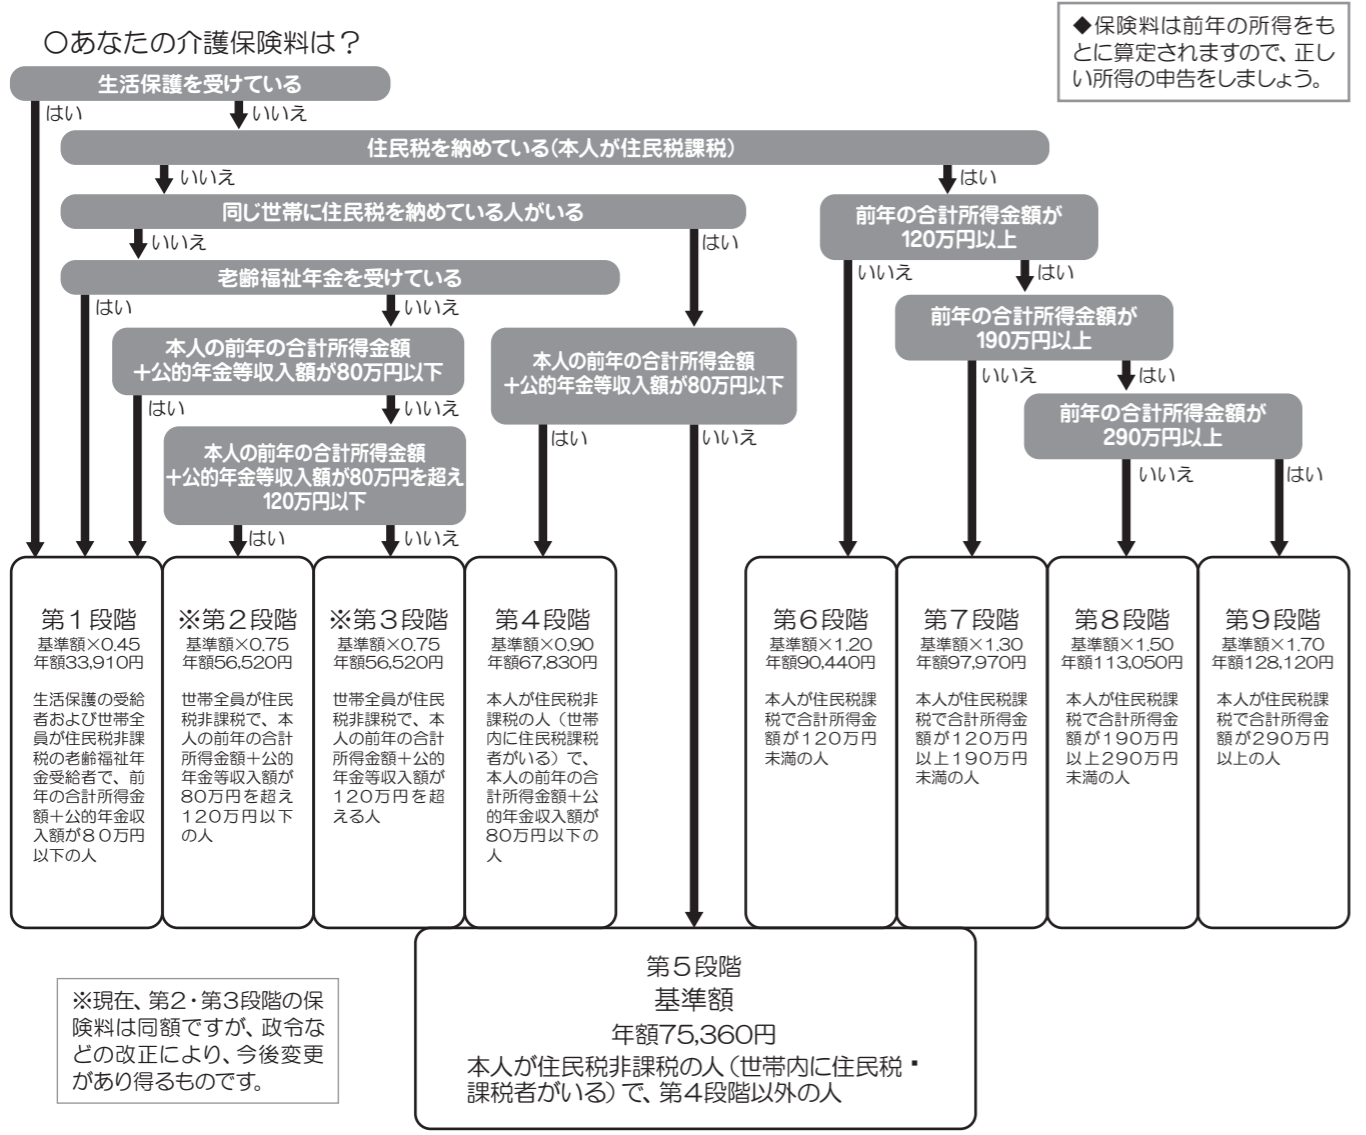 〇あなたの介護保険料は？
◆保険料は前年の所得をも
とに算定されますので、正し
い所得の申告をしましょう。
生活保護を受けている
はい
いいえ
住民税を納めている（本人が住民税課税）
いいえ
はい
同じ世帯に住民税を納めている人がいる
いいえ
はい
前年の合計所得金額が
120万円以上
いいえ
はい
老齢福祉年金を受けている
はい
いいえ
前年の合計所得金額が
190万円以上
いいえ
はい
本人の前年の合計所得金額
＋公的年金等収入額が80万円以下
はい
いいえ
本人の前年の合計所得金額
＋公的年金等収入額が80万円以下
はい
いいえ
前年の合計所得金額が
290万円以上
いいえ
はい
本人の前年の合計所得金額
＋公的年金等収入額が80万円を超え
120万円以下
はい
いいえ
第１段階
基準額×0.45
年額33,910円
生活保護の受給
者および世帯全
員が住民税非課
税の老齢福祉年
金受給者で、前
年の合計所得金
額＋公的年金収
入額が８０万円
以下の人
※第２段階
基準額×0.75
年額56,520円
世帯全員が住民
税非課税で、本
人の前年の合計
所得金額＋公的
年金等収入額が
80万円を超え
120万円以下
の人
※第３段階
基準額×0.75
年額56,520円
世帯全員が住民
税非課税で、本
人の前年の合計
所得金額＋公的
年金等収入額が
120万円を超
える人
第４段階
基準額×0.90
年額67,830円
本人が住民税非
課税の人（世帯
内に住民税課税
者がいる）で、
本人の前年の合
計所得金額＋公
的年金収入額が
80万円以下の
人
第６段階
基準額×1.20
年額90,440円
本人が住民税課
税で合計所得金
額が120万円
未満の人
第７段階
基準額×1.30
年額97,970円
本人が住民税課
税で合計所得金
額が120万円
以上190万円
未満の人
第８段階
基準額×1.50
年額113,050円
本人が住民税課
税で合計所得金
額が190万円
以上290万円
未満の人
第９段階
基準額×1.70
年額128,120円
本人が住民税課
税で合計所得金
額が290万円
以上の人
第５段階
基準額
年額75,360円
本人が住民税非課税の人（世帯内に住民税・
課税者がいる）で、第４段階以外の人
※現在、第2・第3段階の保
険料は同額ですが、政令な
どの改正により、今後変更
があり得るものです。